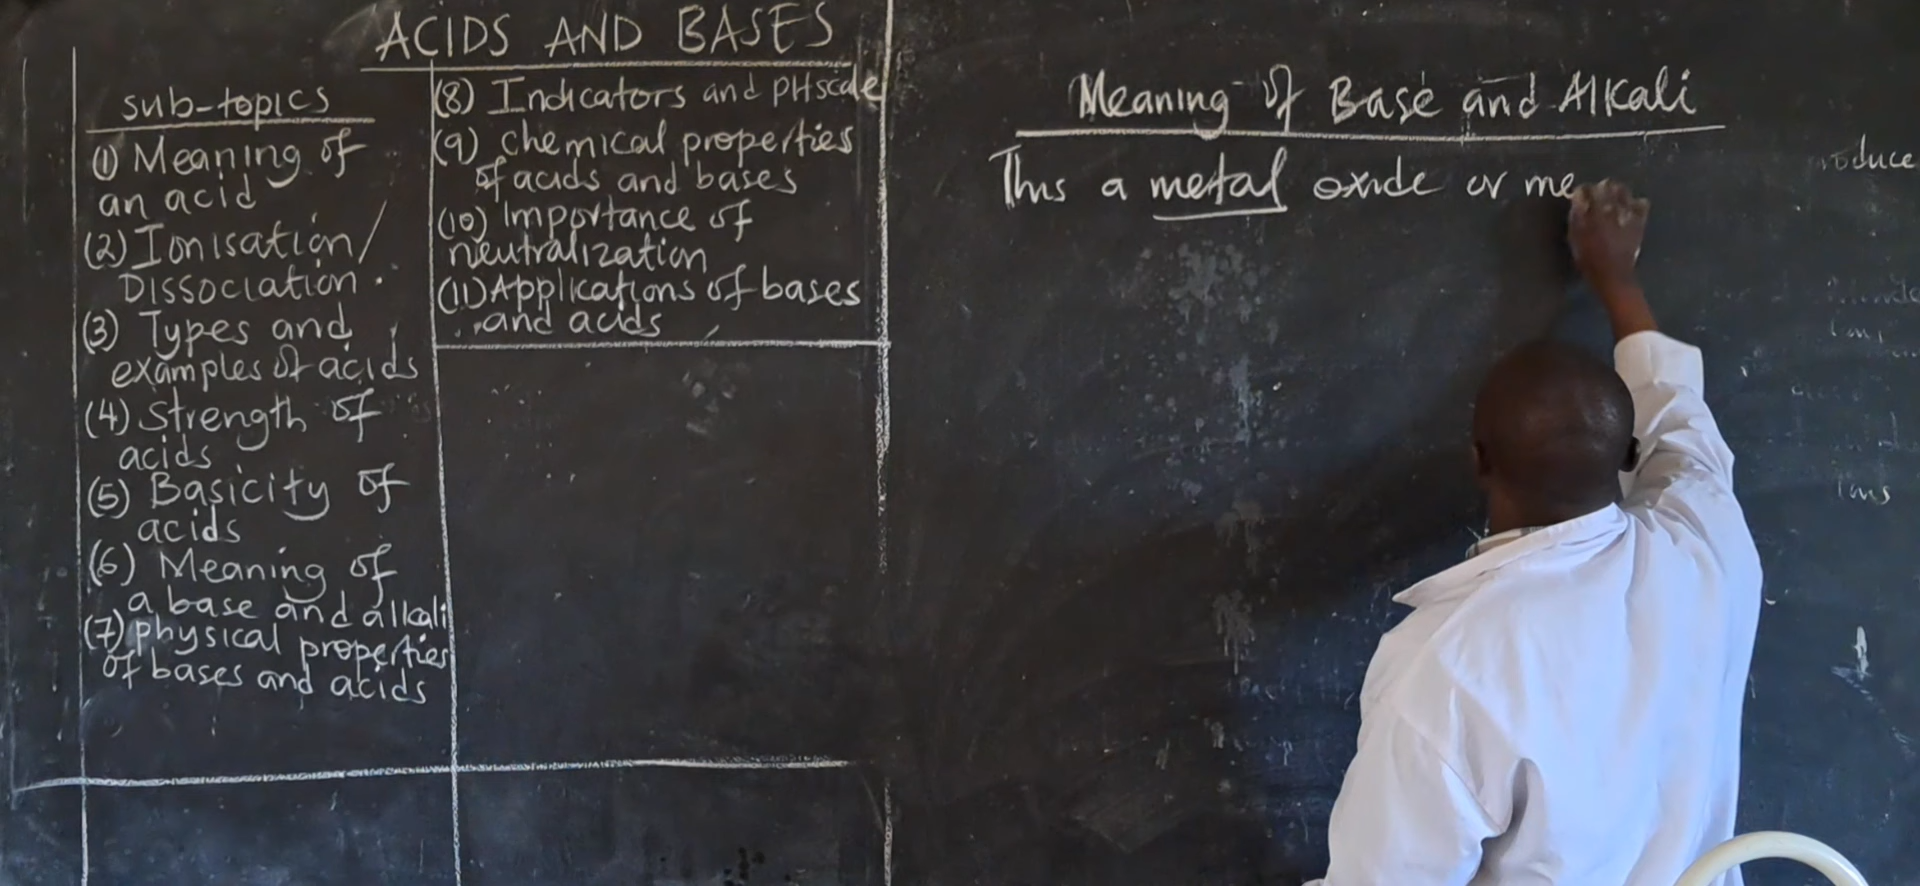 ACIDS AND BASES
sub-topics
(1) Meaning of
an acid
(2) Ionisation/
Dissociation.
(3) Types and
examples of acids
(4) Strength of
acids
(5) Basicity of
acids
(6) Meaning of
a base and alkali
(7) physical properties
of bases and acids
(8) Indicators and PH scale
(9) chemical properties
of acids and bases
(10) Importance of
neutralization
(11) Applications of bases
and acids
Meaning of Base and Alkali
This a metal oxide or me
roduce
ions